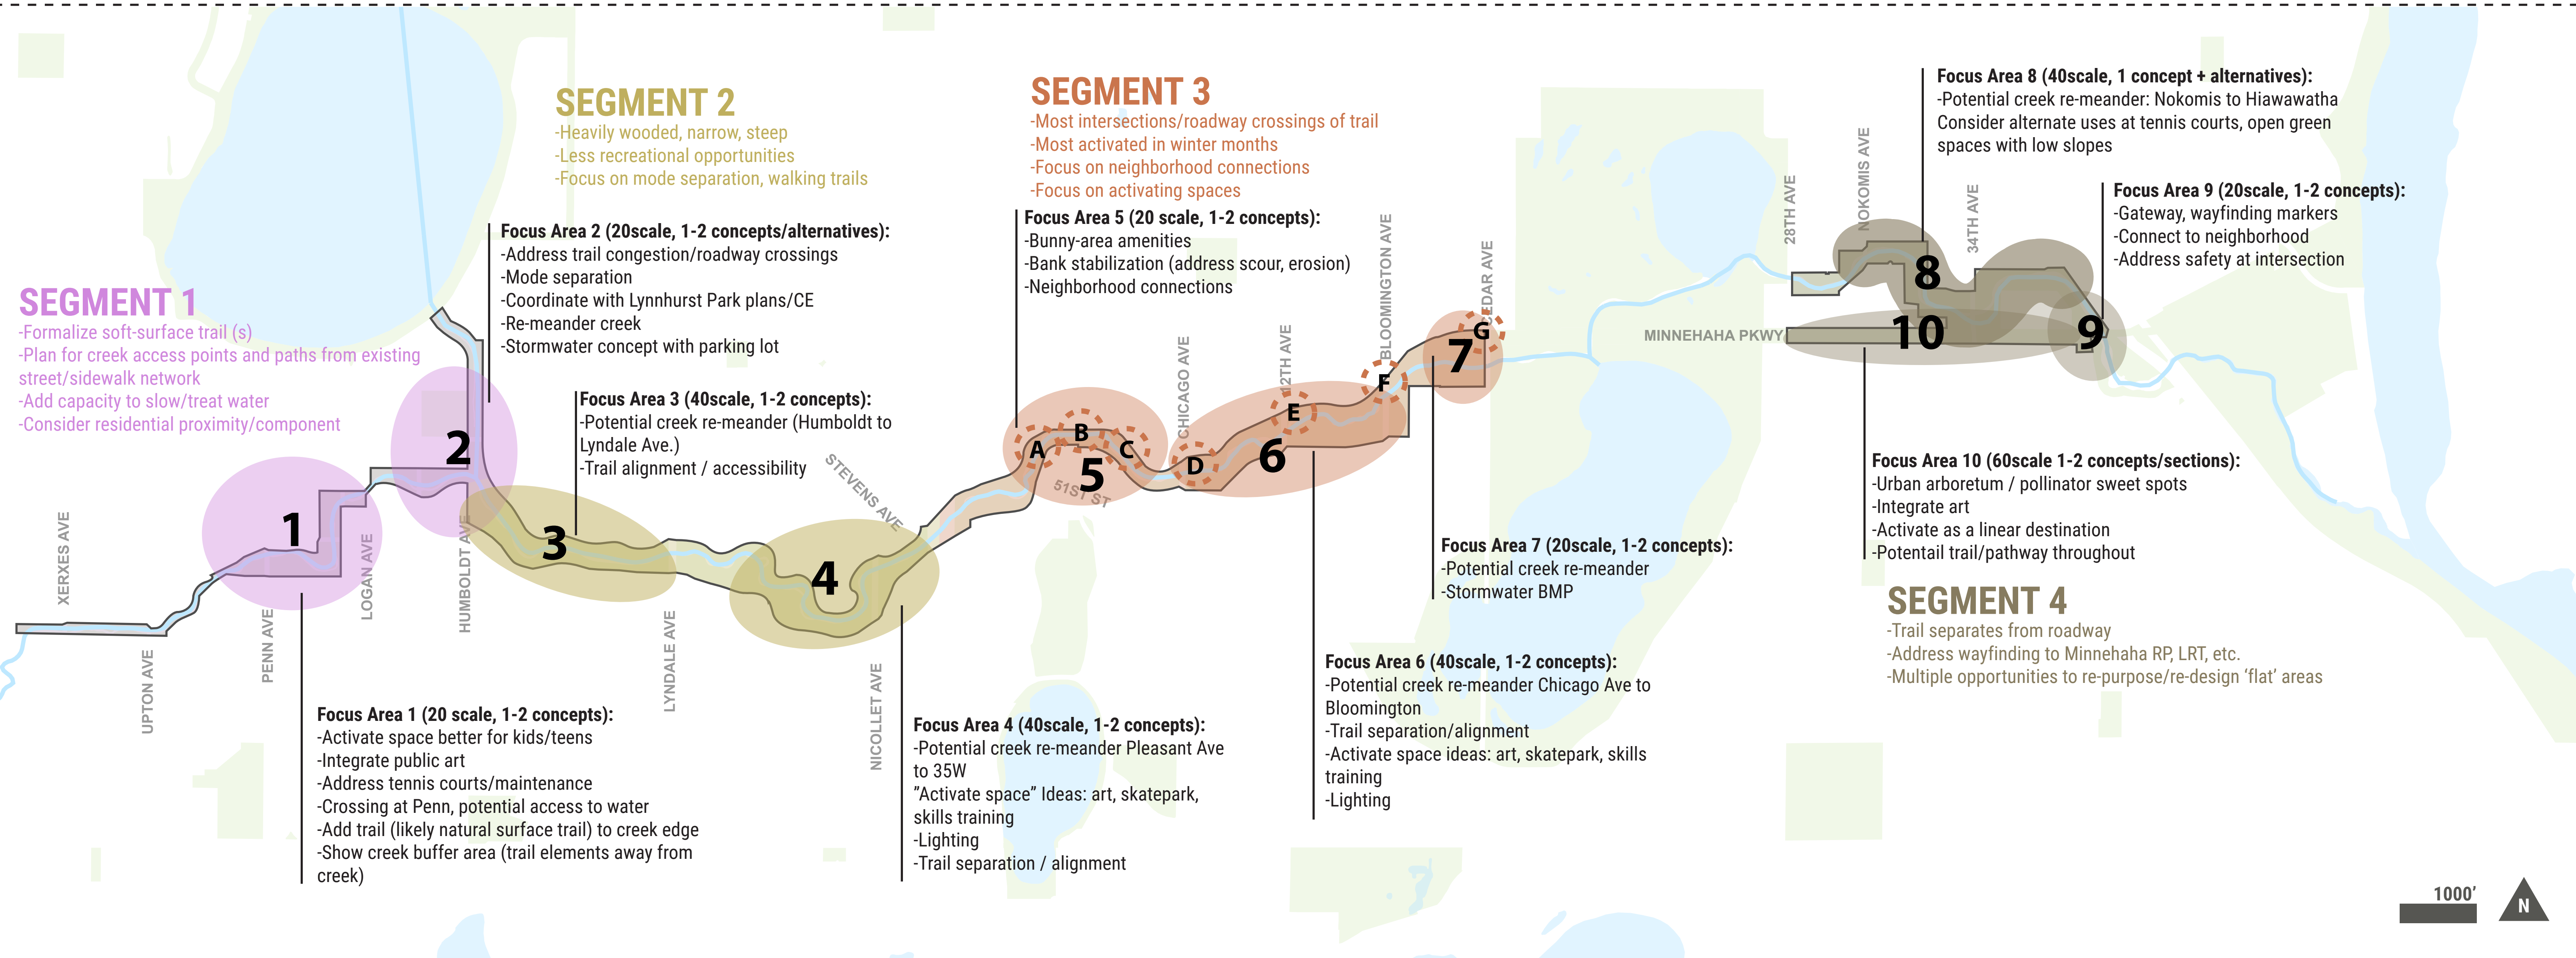 SEGMENT 1
-Formalize soft-surface trail (s)
-Plan for creek access points and paths from existing
street/sidewalk network
-Add capacity to slow/treat water
-Consider residential proximity/component
SEGMENT 2
-Heavily wooded, narrow, steep
-Less recreational opportunities
-Focus on mode separation, walking trails
Focus Area 2 (20scale, 1-2 concepts/alternatives):
-Address trail congestion/roadway crossings
-Mode separation
-Coordinate with Lynnhurst Park plans/CE
-Re-meander creek
-Stormwater concept with parking lot
Focus Area 3 (40scale, 1-2 concepts):
-Potential creek re-meander (Humboldt to
Lyndale Ave.)
-Trail alignment / accessibility
SEGMENT 3
-Most intersections/roadway crossings of trail
-Most activated in winter months
-Focus on neighborhood connections
-Focus on activating spaces
Focus Area 5 (20 scale, 1-2 concepts):
-Bunny-area amenities
-Bank stabilization (address scour, erosion)
-Neighborhood connections
Focus Area 8 (40scale, 1 concept + alternatives):
-Potential creek re-meander: Nokomis to Hiawawatha
Consider alternate uses at tennis courts, open green
spaces with low slopes
Focus Area 9 (20scale, 1-2 concepts):
-Gateway, wayfinding markers
-Connect to neighborhood
-Address safety at intersection
XERXES AVE
UPTON AVE
PENN AVE
LOGAN AVE
HUMBOLDT AVE
LYNDALE AVE
NICOLLET AVE
STEVENS AVE
51ST ST
CHICAGO AVE
12TH AVE
BLOOMINGTON AVE
CEDAR AVE
MINNEHAHA PKWY
28TH AVE
NOKOMIS AVE
34TH AVE
1
2
3
4
5
6
7
8
9
10
A
B
C
D
E
F
G
Focus Area 1 (20 scale, 1-2 concepts):
-Activate space better for kids/teens
-Integrate public art
-Address tennis courts/maintenance
-Crossing at Penn, potential access to water
-Add trail (likely natural surface trail) to creek edge
-Show creek buffer area (trail elements away from
creek)
Focus Area 4 (40scale, 1-2 concepts):
-Potential creek re-meander Pleasant Ave
to 35W
”Activate space” Ideas: art, skatepark,
skills training
-Lighting
-Trail separation / alignment
Focus Area 6 (40scale, 1-2 concepts):
-Potential creek re-meander Chicago Ave to
Bloomington
-Trail separation/alignment
-Activate space ideas: art, skatepark, skills
training
-Lighting
Focus Area 7 (20scale, 1-2 concepts):
-Potential creek re-meander
-Stormwater BMP
Focus Area 10 (60scale 1-2 concepts/sections):
-Urban arboretum / pollinator sweet spots
-Integrate art
-Activate as a linear destination
-Potentail trail/pathway throughout
SEGMENT 4
-Trail separates from roadway
-Address wayfinding to Minnehaha RP, LRT, etc.
-Multiple opportunities to re-purpose/re-design ‘flat’ areas
1000’
N